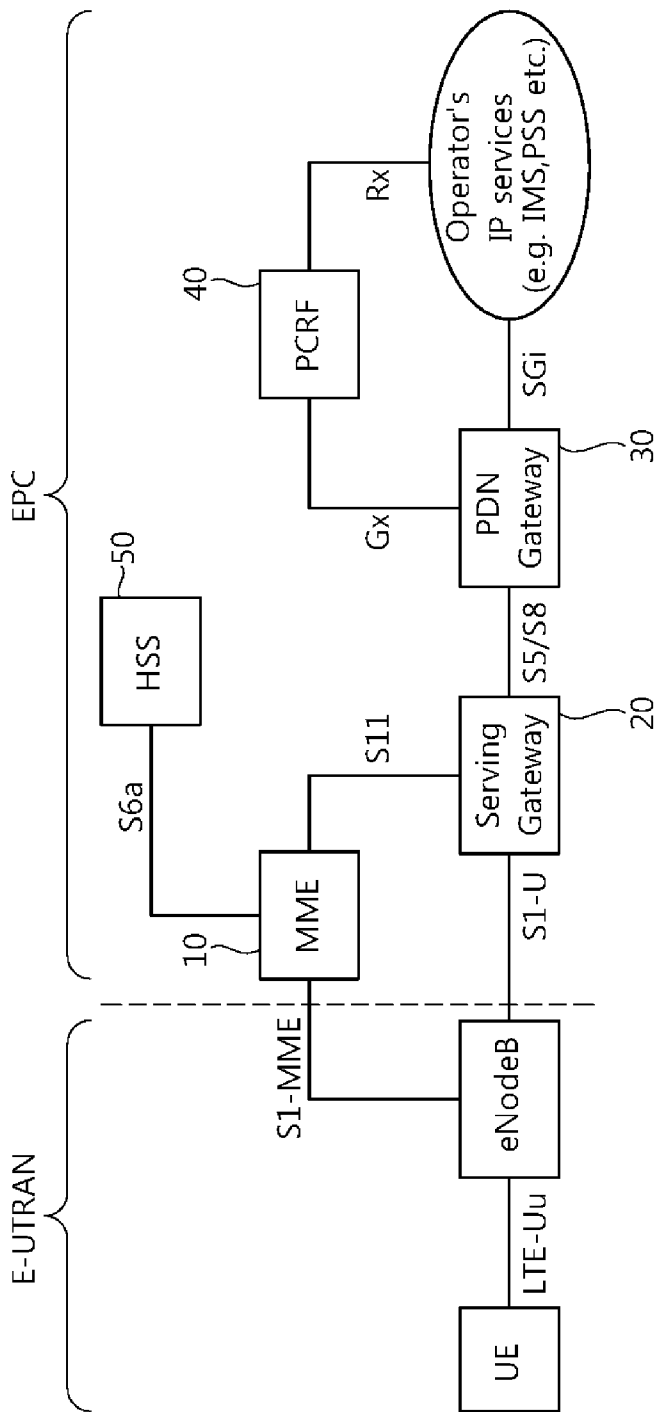 E-UTRAN
EPC
50
HSS
S6a
40
PCRF
10
MME
S1-MME
S11
Gx
Rx
UE
LTE-Uu
eNodeB
S1-U
Serving
Gateway
20
S5/S8
PDN
Gateway
30
SGi
Operator's
IP services
(e.g. IMS,PSS etc.)